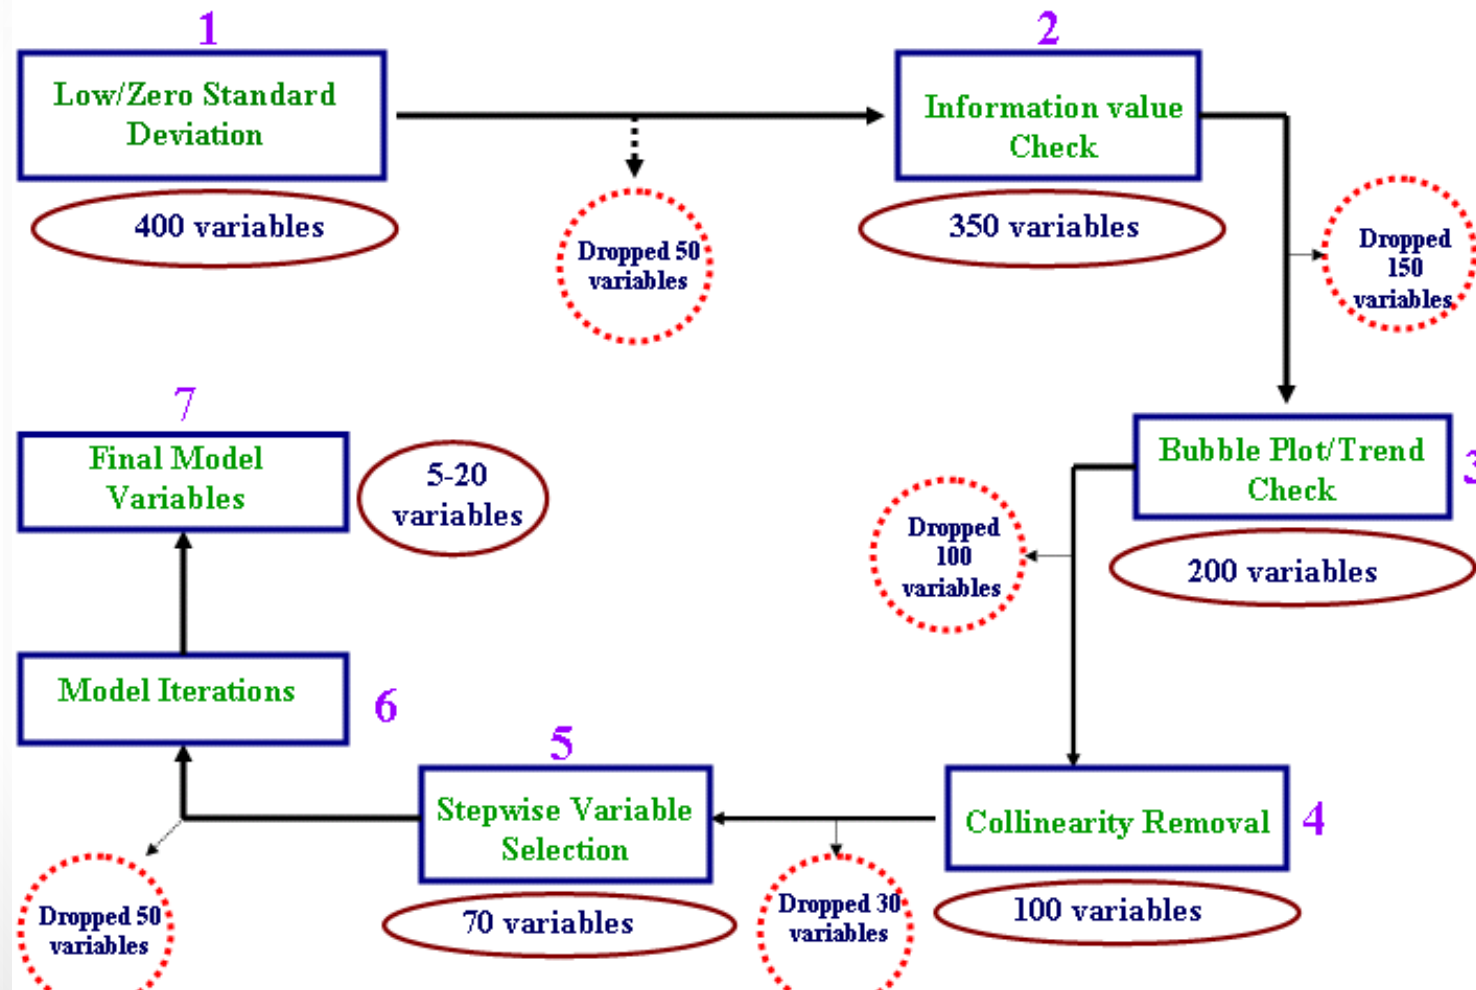 1
Low/Zero Standard
Deviation
400 variables
Dropped 50
variables
2
Information value
Check
350 variables
Dropped
150
variables
3
Bubble Plot/Trend
Check
200 variables
Dropped
100
variables
4
Collinearity Removal
100 variables
Dropped 30
variables
5
Stepwise Variable
Selection
70 variables
Dropped 50
variables
6
Model Iterations
7
Final Model
Variables
5-20
variables